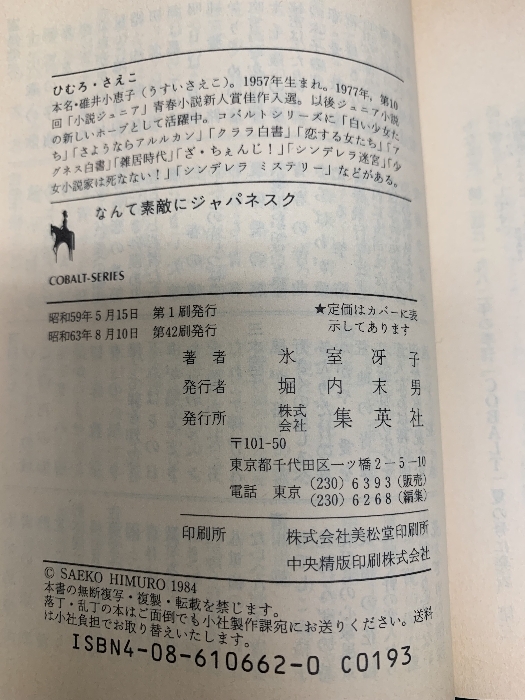 ひむろ・さえこ
本名・碓井小恵子(うすいさえこ)。1957年生まれ。1977年,第10
回「小説ジュニア」青春小説新人賞佳作入選。以後ジュニア小説
の新しいホープとして活躍中。コバルトシリーズに「白い少女た
ち」「さようならアルルカン」「クララ白書」「恋する女たち」「ア
グネス白書」「雑居時代」「ざ・ちぇんじ!」「シンデレラ迷宮」「少
女小説家は死なない!」「シンデレラ ミステリー」などがある。
なんて素敵にジャパネスク
COBALT-SERIES
昭和59年5月15日 第1刷発行
昭和63年8月10日 第42刷発行
★定価はカバーに表
示してあります
著者 氷室冴子
発行者 堀内末男
発行所 株式会社 集英社
〒101-50
東京都千代田区一ツ橋2-5-10
電話 東京 (230)6393(販売)
(230)6268(編集)
印刷所 株式会社美松堂印刷所
中央精版印刷株式会社
© SAEKO HIMURO 1984
本書の無断複写・複製・転載を禁じます。
落丁・乱丁の本はご面倒でも小社製作課宛にお送りください。送料
は小社負担でお取り替えいたします。
ISBN4-08-610662-0 C0193